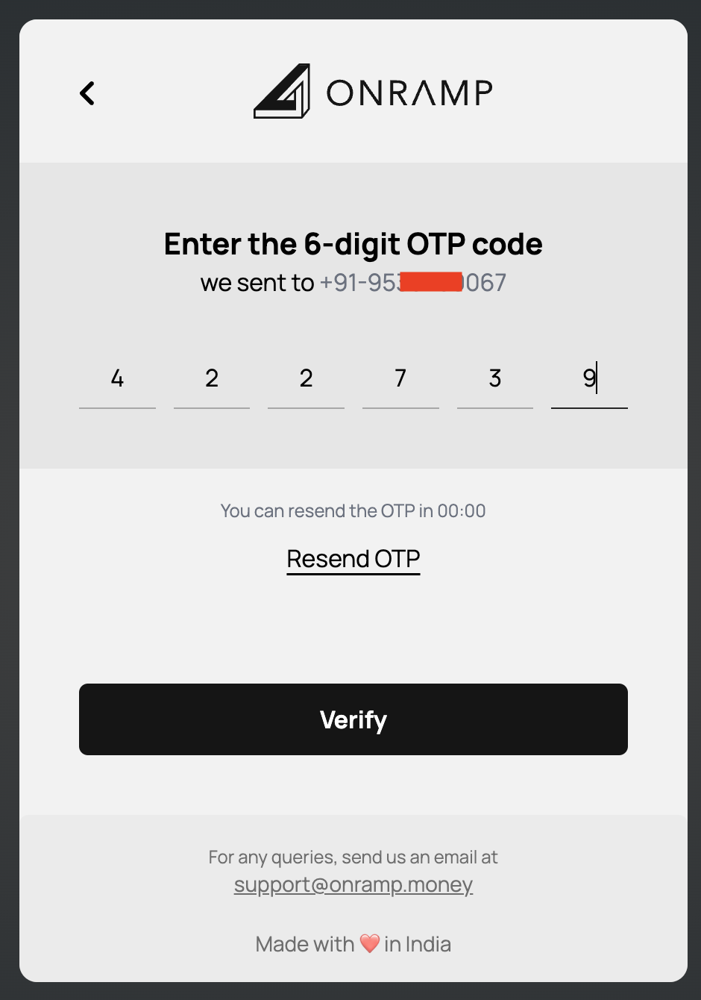 ONRAMP
Enter the 6-digit OTP code
we sent to +91-95 067
4 2 2 7 3 9
You can resend the OTP in 00:00
Resend OTP
Verify
For any queries, send us an email at
support@onramp.money
Made with ❤️ in India